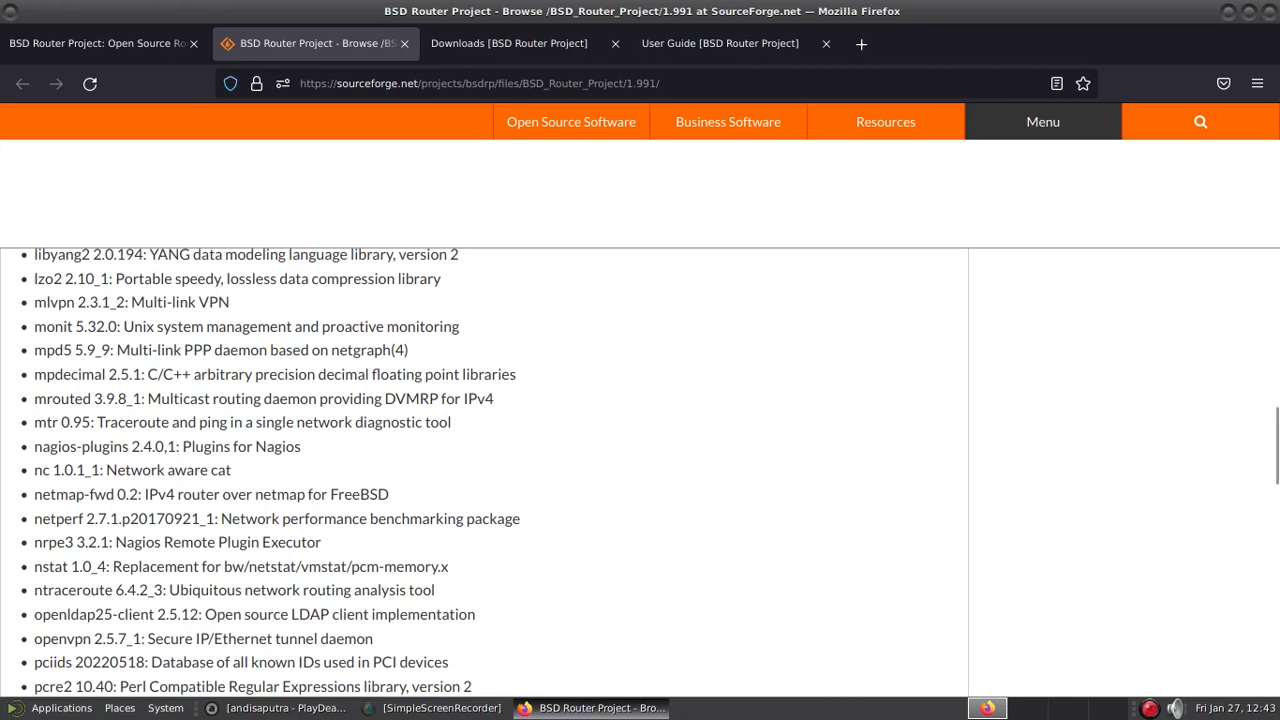 BSD Router Project - Browse /BSD_Router_Project/1.991 at SourceForge.net — Mozilla Firefox
BSD Router Project: Open Source Ro
BSD Router Project - Browse /BS
Downloads [BSD Router Project]
User Guide [BSD Router Project]
https://sourceforge.net/projects/bsdrp/files/BSD_Router_Project/1.991/
Open Source Software
Business Software
Resources
Menu
• libyang2 2.0.194: YANG data modeling language library, version 2
• lzo2 2.10_1: Portable speedy, lossless data compression library
• mlvpn 2.3.1_2: Multi-link VPN
• monit 5.32.0: Unix system management and proactive monitoring
• mpd5 5.9_9: Multi-link PPP daemon based on netgraph(4)
• mpdecimal 2.5.1: C/C++ arbitrary precision decimal floating point libraries
• mrouted 3.9.8_1: Multicast routing daemon providing DVMRP for IPv4
• mtr 0.95: Traceroute and ping in a single network diagnostic tool
• nagios-plugins 2.4.0,1: Plugins for Nagios
• nc 1.0.1_1: Network aware cat
• netmap-fwd 0.2: IPv4 router over netmap for FreeBSD
• netperf 2.7.1.p20170921_1: Network performance benchmarking package
• nrpe3 3.2.1: Nagios Remote Plugin Executor
• nstat 1.0_4: Replacement for bw/netstat/vmstat/pcm-memory.x
• ntraceroute 6.4.2_3: Ubiquitous network routing analysis tool
• openldap25-client 2.5.12: Open source LDAP client implementation
• openvpn 2.5.7_1: Secure IP/Ethernet tunnel daemon
• pciids 20220518: Database of all known IDs used in PCI devices
• pcre2 10.40: Perl Compatible Regular Expressions library, version 2
Applications
Places
System
[andisaputra - PlayDea...
[SimpleScreenRecorder]
BSD Router Project - Bro...
Fri Jan 27, 12:43